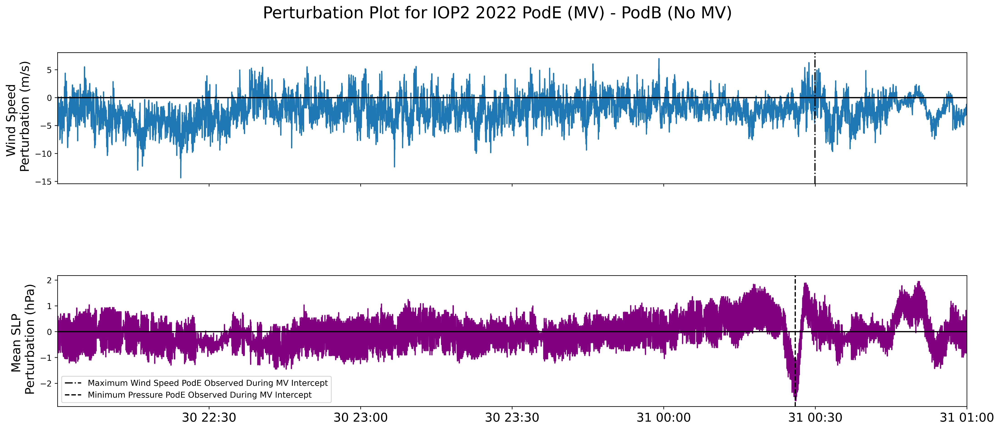 Perturbation Plot for IOP2 2022 PodE (MV) - PodB (No MV)
Wind Speed
Perturbation (m/s)
5
0
−5
−10
−15
Mean SLP
Perturbation (hPa)
2
1
0
−1
−2
Maximum Wind Speed PodE Observed During MV Intercept
Minimum Pressure PodE Observed During MV Intercept
30 22:30
30 23:00
30 23:30
31 00:00
31 00:30
31 01:00